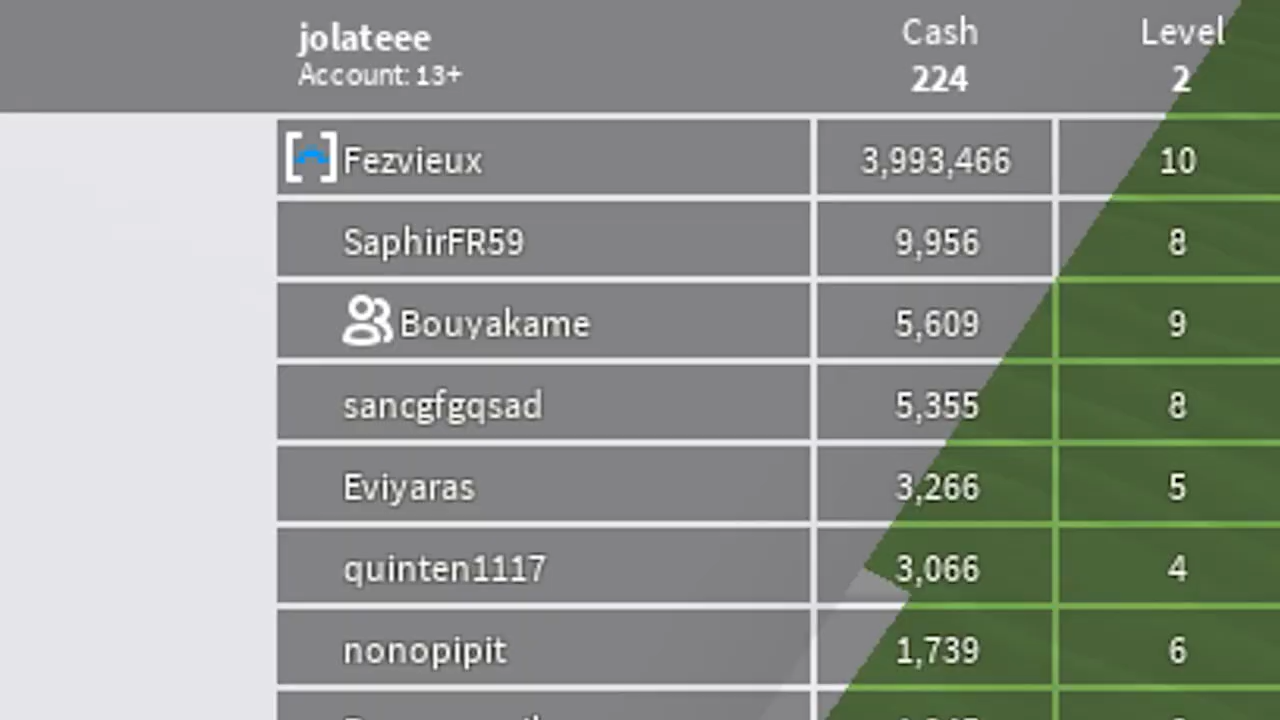 jolateee Cash Level
Account: 13+ 224 2
Fezvieux 3,993,466 10
SaphirFR59 9,956 8
Bouyakame 5,609 9
sancgfgqsad 5,355 8
Eviyaras 3,266 5
quinten1117 3,066 4
nonopipit 1,739 6